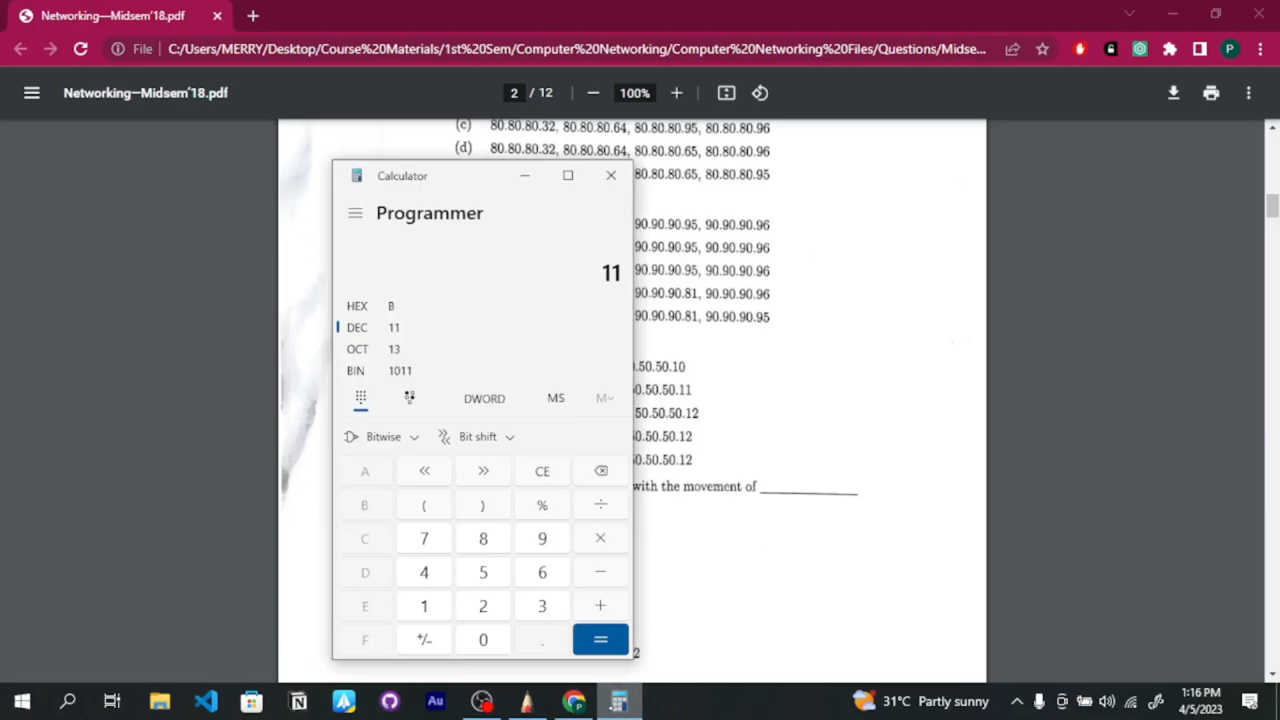 Networking—Midsem'18.pdf
File C:/Users/MERRY/Desktop/Course%20Materials/1st%20Sem/Computer%20Networking/Computer%20Networking%20Files/Questions/Midse...
P
Networking—Midsem'18.pdf 2 / 12 100%
(c) 80.80.80.32, 80.80.80.64, 80.80.80.95, 80.80.80.96
(d) 80.80.80.32, 80.80.80.64, 80.80.80.65, 80.80.80.96
80.80.80.65, 80.80.80.95
90.90.90.95, 90.90.90.96
90.90.90.95, 90.90.90.96
90.90.90.95, 90.90.90.96
90.90.90.81, 90.90.90.96
90.90.90.81, 90.90.90.95
.50.50.10
0.50.50.11
50.50.50.12
0.50.50.12
0.50.50.12
with the movement of
2
Calculator
Programmer
11
HEX B
DEC 11
OCT 13
BIN 1011
DWORD MS M
Bitwise Bit shift
A << >> CE
B ( ) % ÷
C 7 8 9 ×
D 4 5 6 −
E 1 2 3 +
F +/− 0 . =
N Au
31°C Partly sunny
1:16 PM
4/5/2023